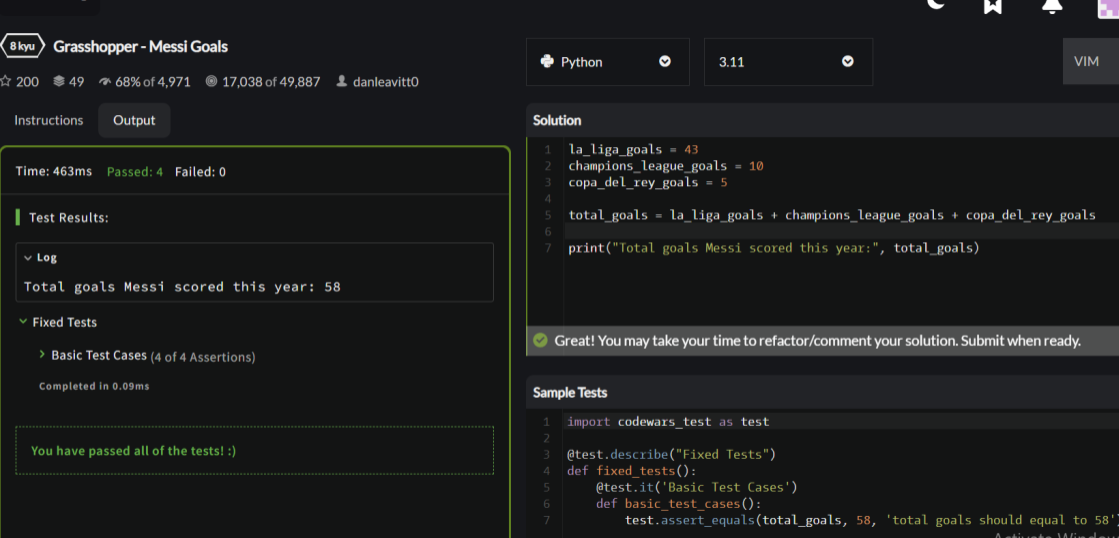 8 kyu Grasshopper - Messi Goals
200 49 68% of 4,971 17,038 of 49,887 danleavitt0
Instructions Output
Time: 463ms Passed: 4 Failed: 0
Test Results:
Log
Total goals Messi scored this year: 58
Fixed Tests
Basic Test Cases (4 of 4 Assertions)
Completed in 0.09ms
You have passed all of the tests! :)
Python 3.11 VIM
Solution
1 la_liga_goals = 43
2 champions_league_goals = 10
3 copa_del_rey_goals = 5
4
5 total_goals = la_liga_goals + champions_league_goals + copa_del_rey_goals
6
7 print("Total goals Messi scored this year:", total_goals)
Great! You may take your time to refactor/comment your solution. Submit when ready.
Sample Tests
1 import codewars_test as test
2
3 @test.describe("Fixed Tests")
4 def fixed_tests():
5 @test.it('Basic Test Cases')
6 def basic_test_cases():
7 test.assert_equals(total_goals, 58, 'total goals should equal to 58'